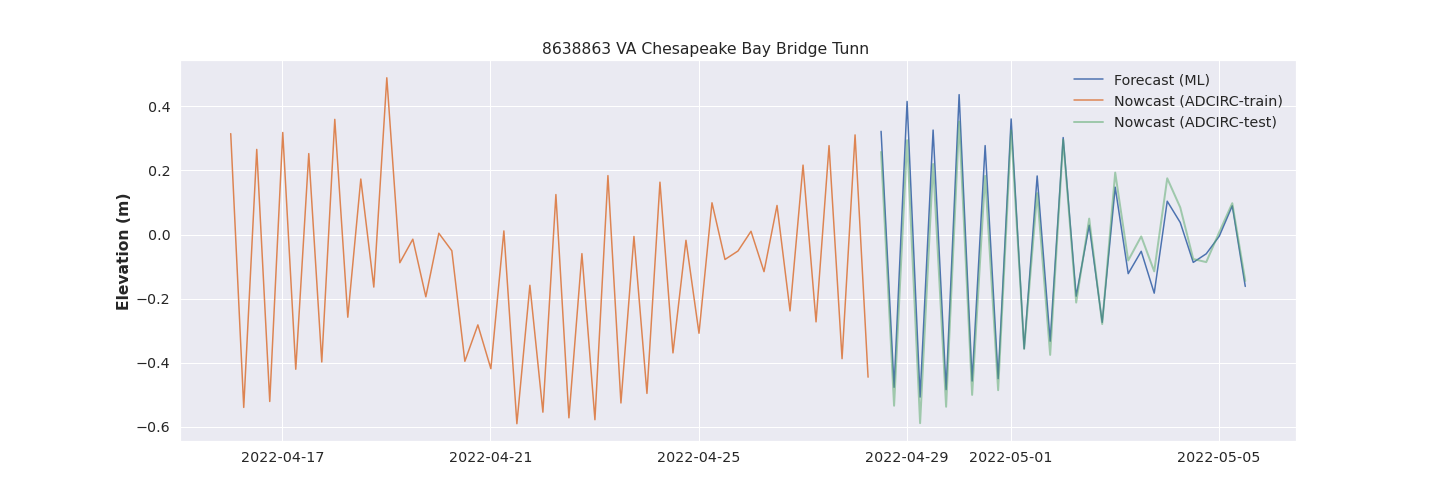 8638863 VA Chesapeake Bay Bridge Tunn
Forecast (ML)
Nowcast (ADCIRC-train)
Nowcast (ADCIRC-test)
Elevation (m)
0.4
0.2
0.0
−0.2
−0.4
−0.6
2022-04-17
2022-04-21
2022-04-25
2022-04-29
2022-05-01
2022-05-05